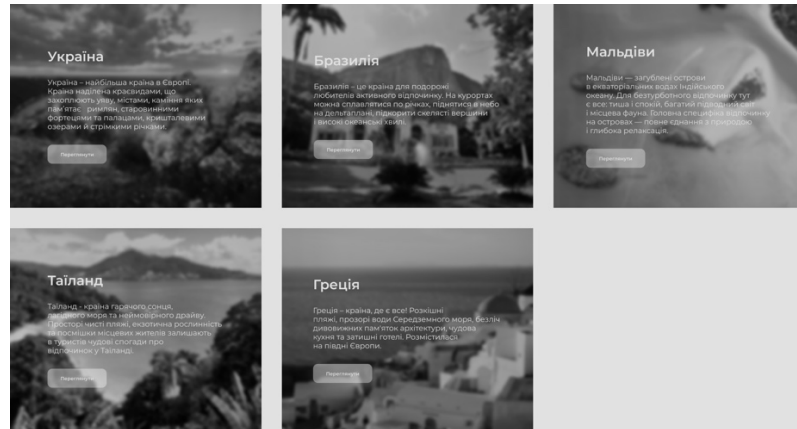 Україна
Україна – найбільша країна в Європі.
Країна наділена краєвидами, що
захоплюють уяву, містами, каміння яких
пам'ятає римлян, старовинними
фортецями та палацами, кришталевими
озерами й стрімкими річками.
Переглянути
Бразилія
Бразилія – це країна для подорожі
любителів активного відпочинку. На курортах
можна сплавлятися по річках, піднятися в небо
на дельтаплані, підкорити скелясті вершини
і високі океанські хвилі.
Переглянути
Мальдіви
Мальдіви — загублені острови
в екваторіальних водах Індійського
океану. Для безтурботного відпочинку тут
є все: тиша і спокій, багатий підводний світ
і місцева фауна. Головна специфіка відпочинку
на островах — повне єднання з природою
і глибока релаксація.
Переглянути
Таїланд
Таїланд - країна гарячого сонця,
лагідного моря та неймовірного драйву.
Просторі чисті пляжі, екзотична рослинність
та посмішки місцевих жителів залишають
в туристів чудові спогади про
відпочинок у Таїланді.
Переглянути
Греція
Греція – країна, де є все! Розкішні
пляжі, прозорі води Середземного моря, безліч
дивовижних пам'яток архітектури, чудова
кухня та затишні готелі. Розмістилася
на півдні Європи.
Переглянути